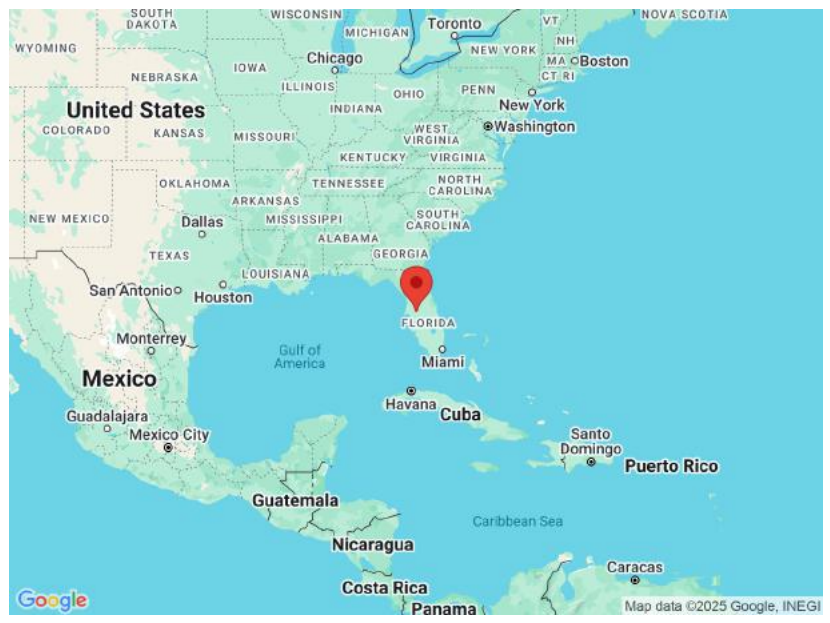 SOUTH
DAKOTA
WISCONSIN
MICHIGAN
Toronto
VT
NH
NOVA SCOTIA
WYOMING
Chicago
IOWA
NEW YORK
MA
Boston
CT RI
NEBRASKA
ILLINOIS
OHIO
PENN
INDIANA
New York
United States
COLORADO
KANSAS
MISSOURI
WEST
VIRGINIA
Washington
KENTUCKY
VIRGINIA
OKLAHOMA
TENNESSEE
NORTH
CAROLINA
ARKANSAS
NEW MEXICO
Dallas
MISSISSIPPI
SOUTH
CAROLINA
ALABAMA
TEXAS
GEORGIA
LOUISIANA
San Antonio
Houston
FLORIDA
Monterrey
Gulf of
America
Miami
Mexico
Havana
Cuba
Guadalajara
Mexico City
Santo
Domingo
Puerto Rico
Guatemala
Caribbean Sea
Nicaragua
Caracas
Costa Rica
Panama
Google
Map data ©2025 Google, INEGI